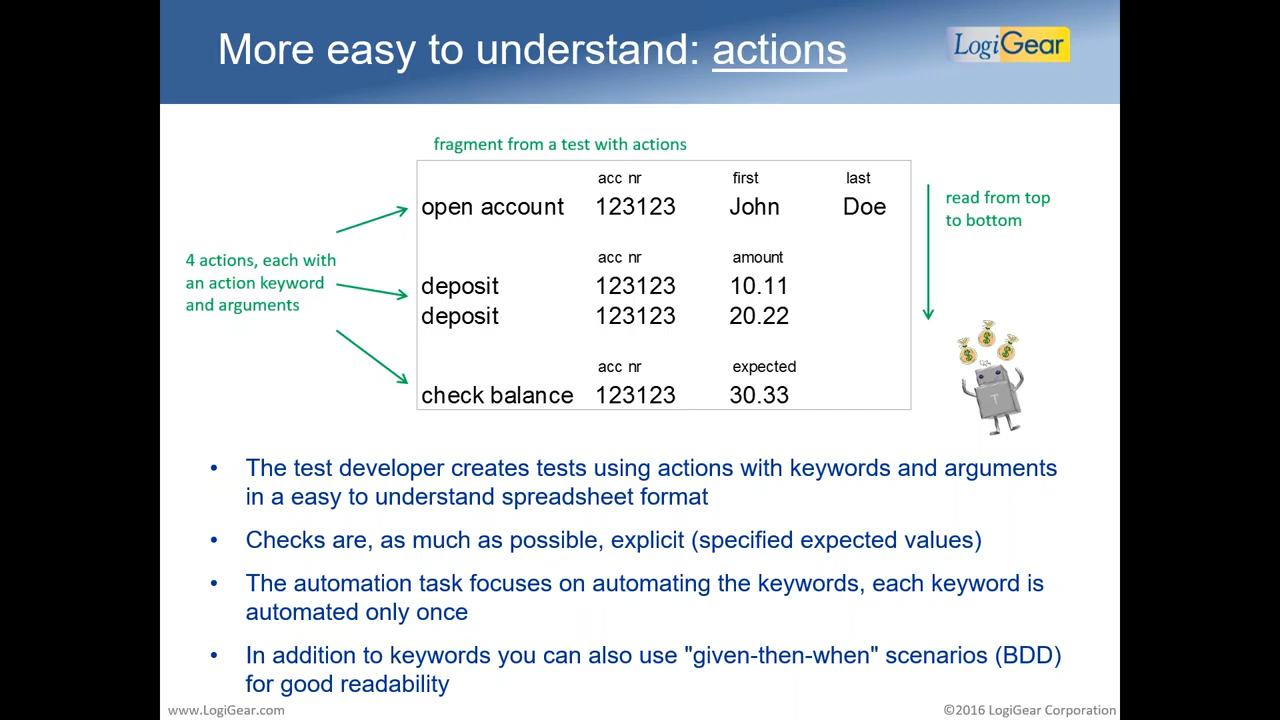 More easy to understand: actions
LogiGear
fragment from a test with actions
acc nr first last
open account 123123 John Doe
acc nr amount
deposit 123123 10.11
deposit 123123 20.22
acc nr expected
check balance 123123 30.33
4 actions, each with
an action keyword
and arguments
read from top
to bottom
T
• The test developer creates tests using actions with keywords and arguments
in a easy to understand spreadsheet format
• Checks are, as much as possible, explicit (specified expected values)
• The automation task focuses on automating the keywords, each keyword is
automated only once
• In addition to keywords you can also use "given-then-when" scenarios (BDD)
for good readability
www.LogiGear.com
©2016 LogiGear Corporation